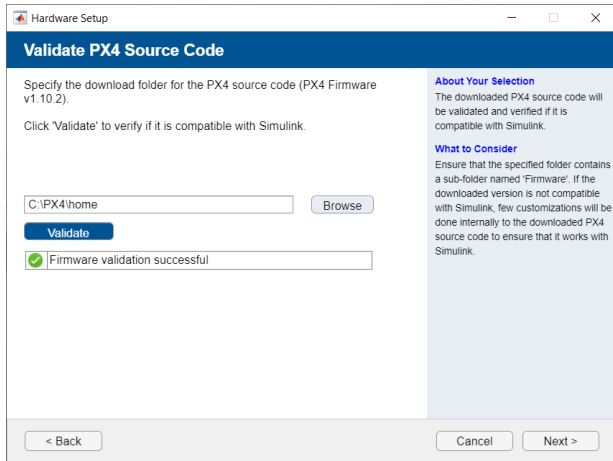 Hardware Setup
Validate PX4 Source Code
Specify the download folder for the PX4 source code (PX4 Firmware
v1.10.2).
Click 'Validate' to verify if it is compatible with Simulink.
C:\PX4\home
Browse
Validate
Firmware validation successful
About Your Selection
The downloaded PX4 source code will
be validated and verified if it is
compatible with Simulink.
What to Consider
Ensure that the specified folder contains
a sub-folder named 'Firmware'. If the
downloaded version is not compatible
with Simulink, few customizations will be
done internally to the downloaded PX4
source code to ensure that it works with
Simulink.
< Back
Cancel
Next >